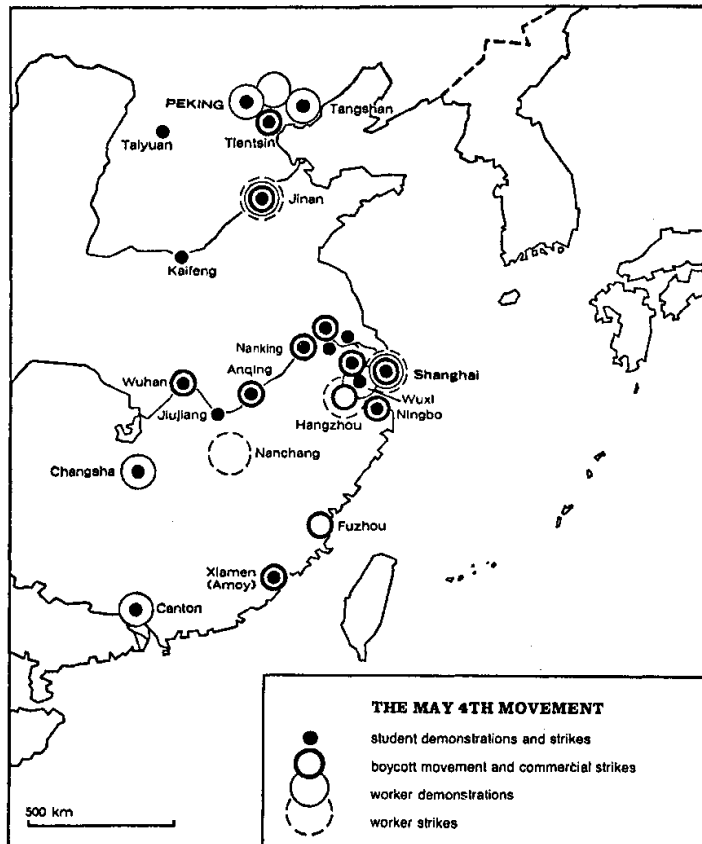 PEKING
Tangshan
Taiyuan
Tientsin
Jinan
Kaifeng
Nanking
Anqing
Shanghai
Wuhan
Wuxi
Jiujiang
Ningbo
Hangzhou
Nanchang
Changsha
Fuzhou
Xiamen
(Amoy)
Canton
THE MAY 4TH MOVEMENT
student demonstrations and strikes
boycott movement and commercial strikes
worker demonstrations
worker strikes
500 km